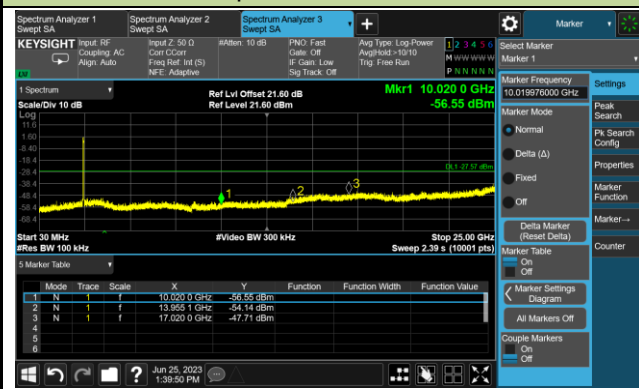 Spectrum Analyzer 1
Swept SA
Spectrum Analyzer 2
Swept SA
Spectrum Analyzer 3
Swept SA
+
Marker
KEYSIGHT
Input: RF
Coupling: AC
Align: Auto
Input Z: 50 Ω
Corr CCorr
Freq Ref: Int (S)
NFE: Adaptive
#Atten: 10 dB
PNO: Fast
Gate: Off
IF Gain: Low
Sig Track: Off
Avg Type: Log-Power
Avg|Hold: >10/10
Trig: Free Run
1 2 3 4 5 6
M W W W W W
P N N N N N
Select Marker
Marker 1
1 Spectrum
Scale/Div 10 dB
Log
Ref Lvl Offset 21.60 dB
Ref Level 21.60 dBm
Mkr1 10.020 0 GHz
-56.55 dBm
11.6
1.60
-8.40
-18.4
-28.4
-38.4
-48.4
-58.4
-68.4
DL1 -27.57 dBm
1
2
3
Start 30 MHz
#Res BW 100 kHz
#Video BW 300 kHz
Stop 25.00 GHz
Sweep 2.39 s (10001 pts)
Marker Frequency
10.019976000 GHz
Marker Mode
Normal
Delta (Δ)
Fixed
Off
Delta Marker
(Reset Delta)
Marker Table
On
Off
Marker Settings
Diagram
All Markers Off
Couple Markers
On
Off
Settings
Peak
Search
Pk Search
Config
Properties
Marker
Function
Marker→
Counter
5 Marker Table
Mode Trace Scale X Y Function Function Width Function Value
1 N 1 f 10.020 0 GHz -56.55 dBm
2 N 1 f 13.955 1 GHz -54.14 dBm
3 N 1 f 17.020 0 GHz -47.71 dBm
4
5
6
?
Jun 25, 2023
1:39:50 PM